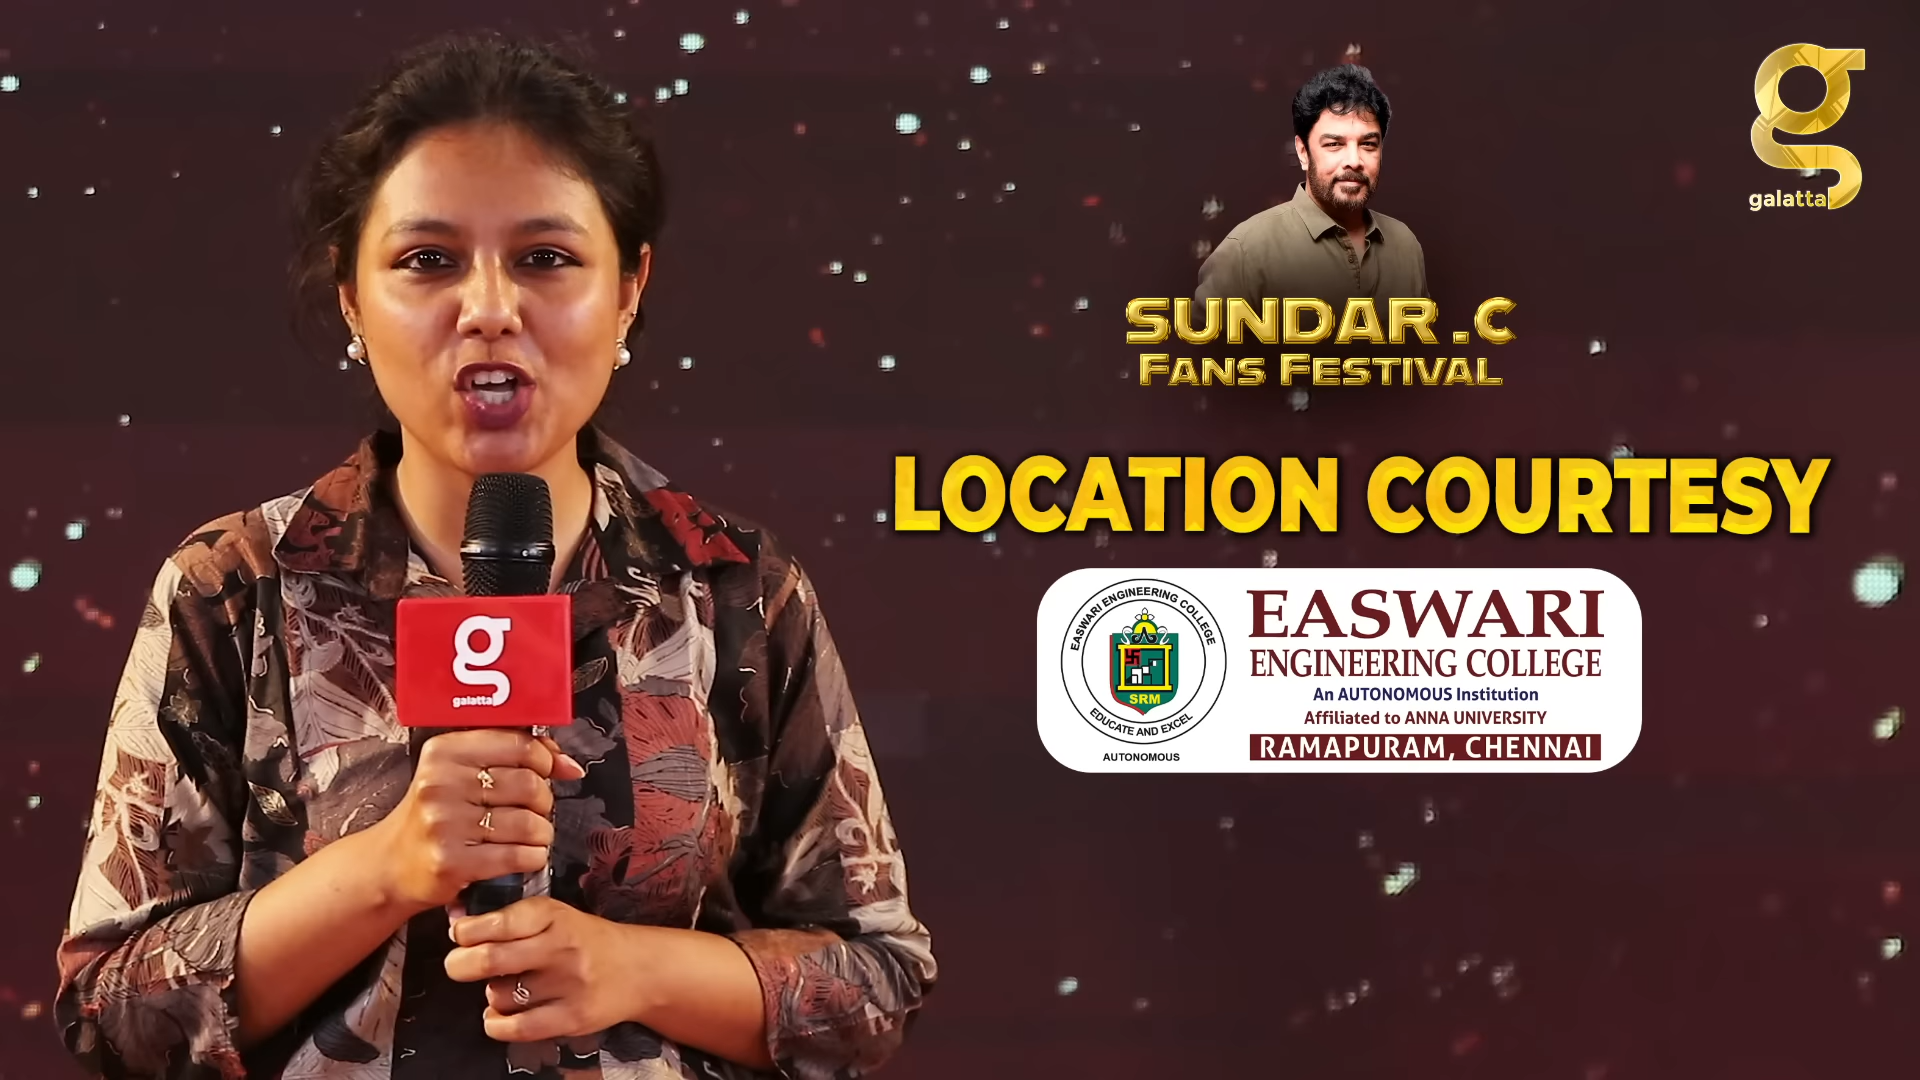 galatta
SUNDAR .C
FANS FESTIVAL
LOCATION COURTESY
EASWARI ENGINEERING COLLEGE
SRM
EDUCATE AND EXCEL
AUTONOMOUS
EASWARI
ENGINEERING COLLEGE
An AUTONOMOUS Institution
Affiliated to ANNA UNIVERSITY
RAMAPURAM, CHENNAI
galatta